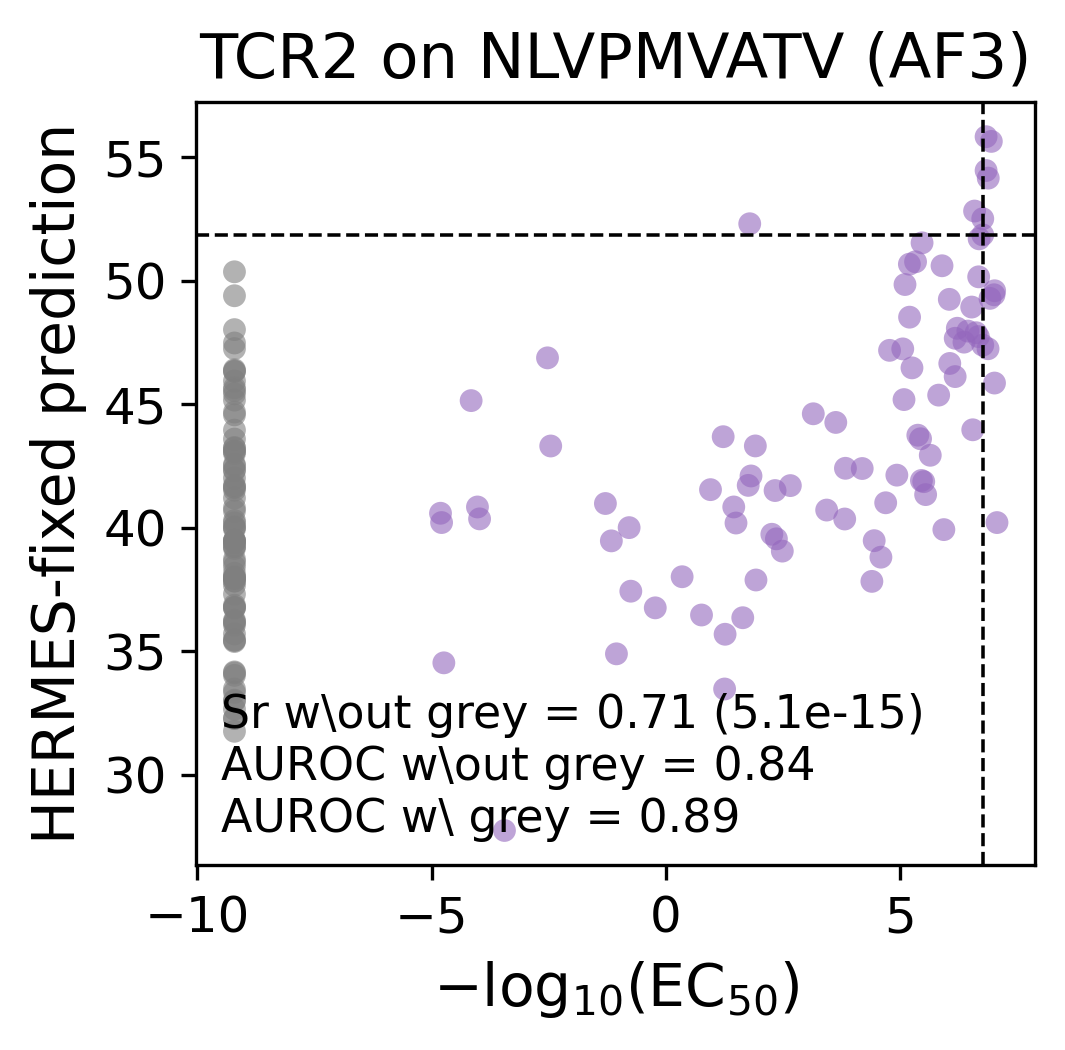 TCR2 on NLVPMVATV (AF3)
HERMES-fixed prediction
55
50
45
40
35
30
Sr w\out grey = 0.71 (5.1e-15)
AUROC w\out grey = 0.84
AUROC w\ grey = 0.89
−10
−5
0
5
−log₁₀(EC₅₀)